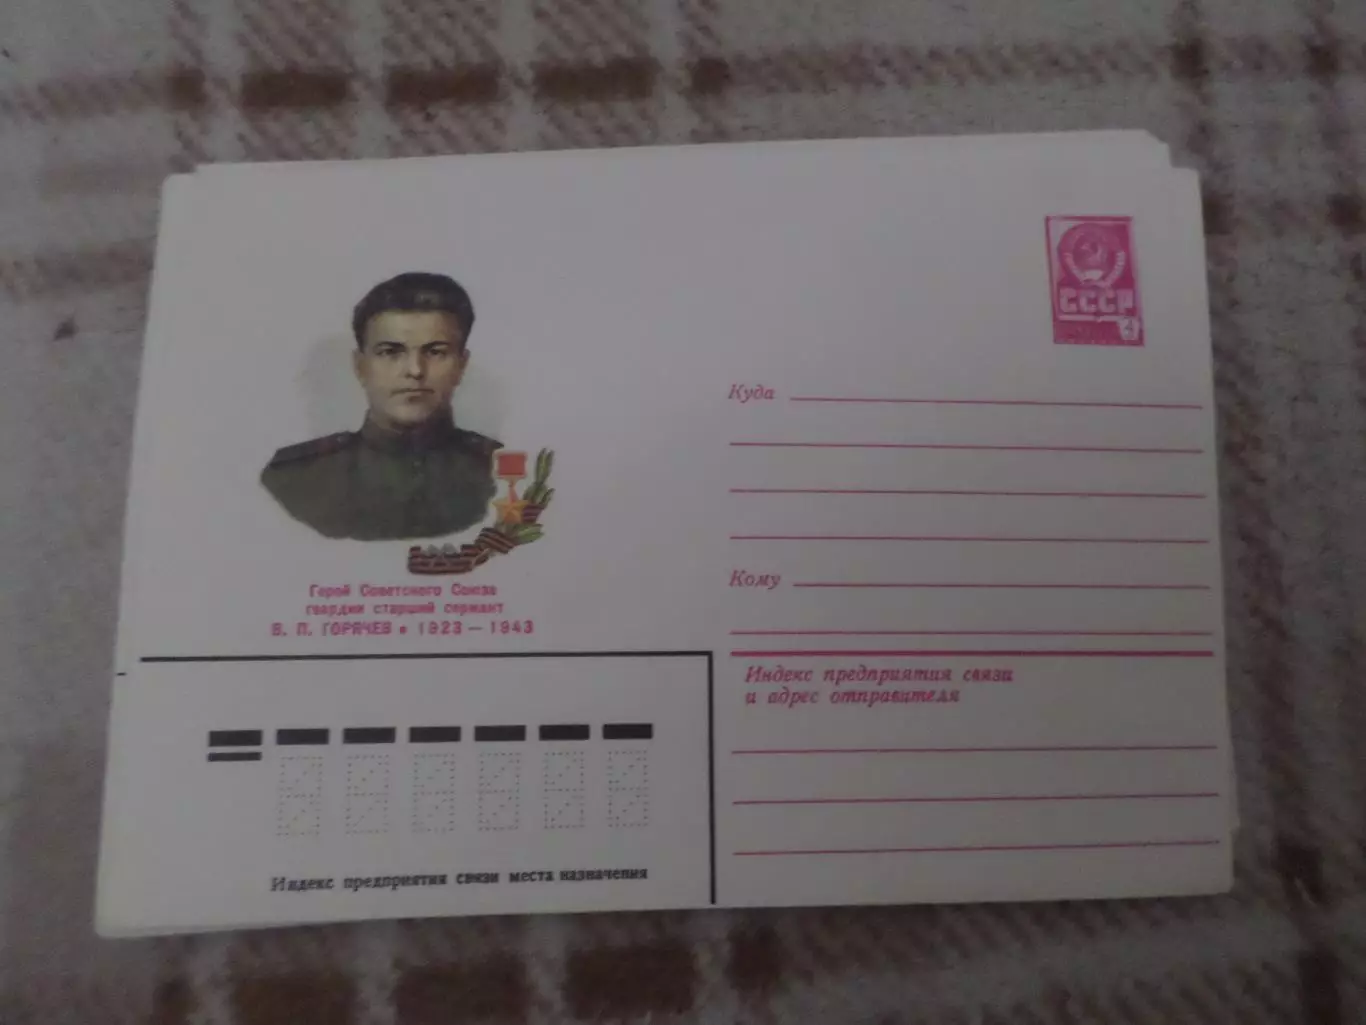 СССР
4
Куда
Кому
Герой Советского Союза
гвардии старший сержант
В. П. ГОРЯЧЕВ • 1923 — 1943
Индекс предприятия связи
и адрес отправителя
Индекс предприятия связи места назначения